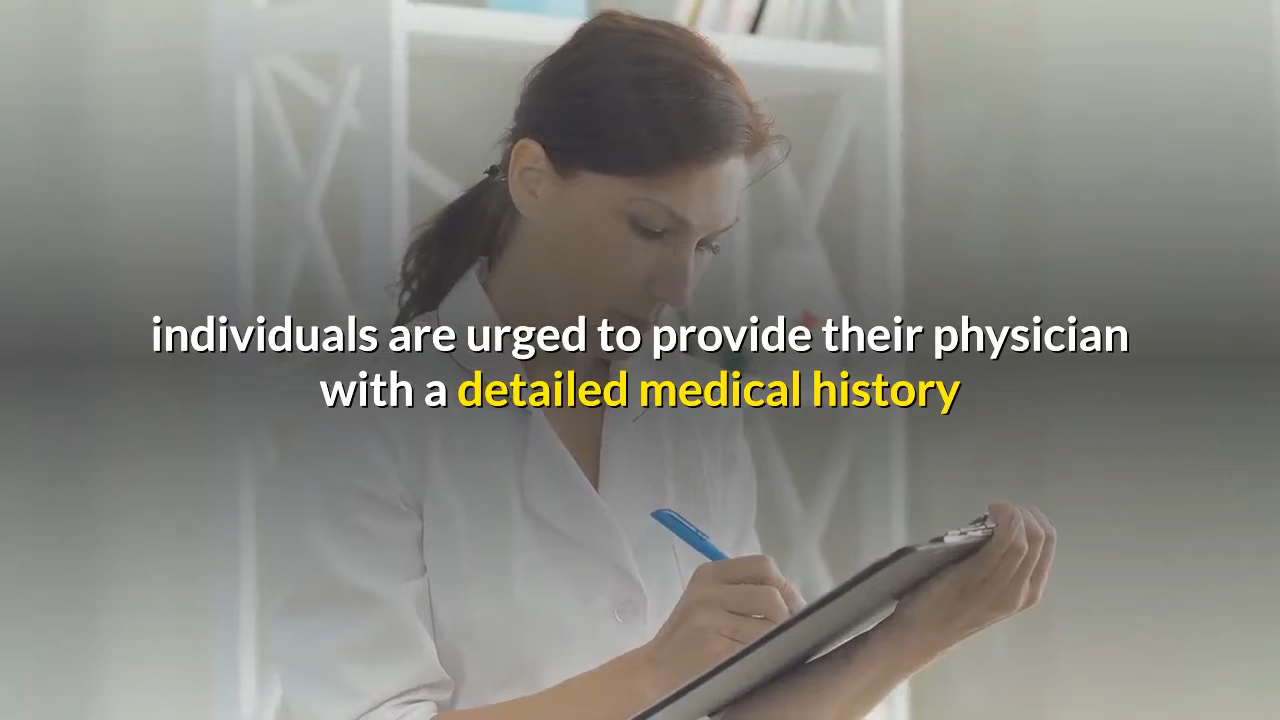 individuals are urged to provide their physician
with a detailed medical history